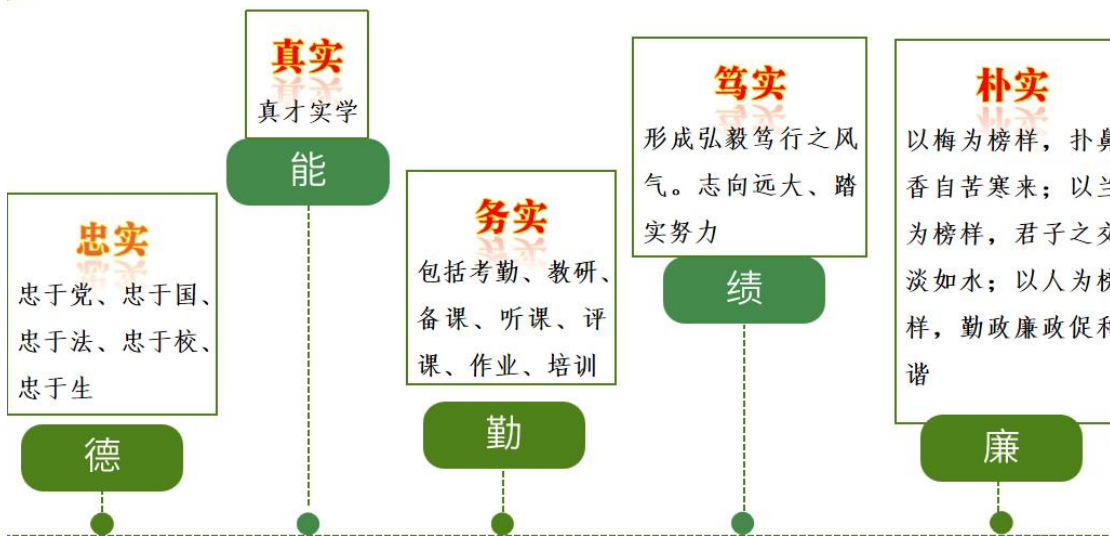 忠实
忠于党、忠于国、
忠于法、忠于校、
忠于生
德
真实
真才实学
能
务实
包括考勤、教研、
备课、听课、评
课、作业、培训
勤
笃实
形成弘毅笃行之风
气。志向远大、踏
实努力
绩
朴实
以梅为榜样，扑鼻
香自苦寒来；以
为榜样，君子之交
淡如水；以人为榜
样，勤政廉政促和
谐
廉